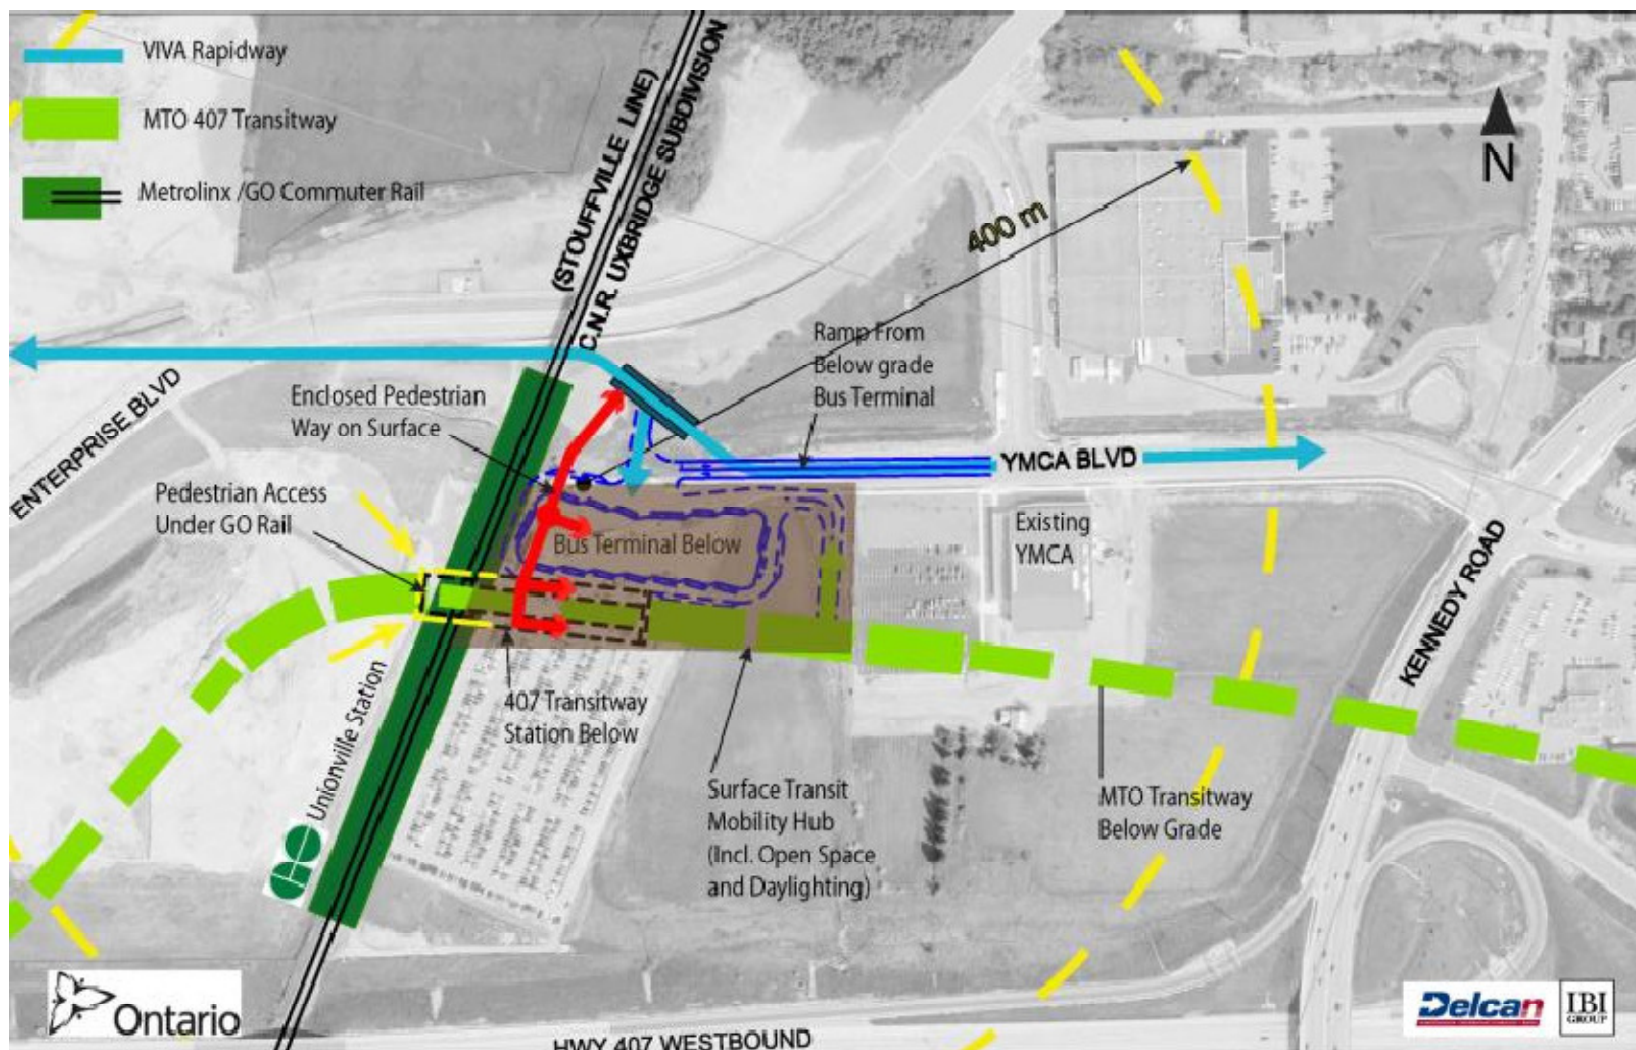 VIVA Rapidway
MTO 407 Transitway
Metrolinx /GO Commuter Rail
(STOUFFVILLE LINE)
C.N.R. UXBRIDGE SUBDIVISION
N
400 m
Ramp From
Below grade
Bus Terminal
Enclosed Pedestrian
Way on Surface
ENTERPRISE BLVD
YMCA BLVD
Pedestrian Access
Under GO Rail
Bus Terminal Below
Existing
YMCA
KENNEDY ROAD
407 Transitway
Station Below
Unionville Station
GO
Surface Transit
Mobility Hub
(Incl. Open Space
and Daylighting)
MTO Transitway
Below Grade
Ontario
HWY 407 WESTBOUND
Delcan
IBI
GROUP